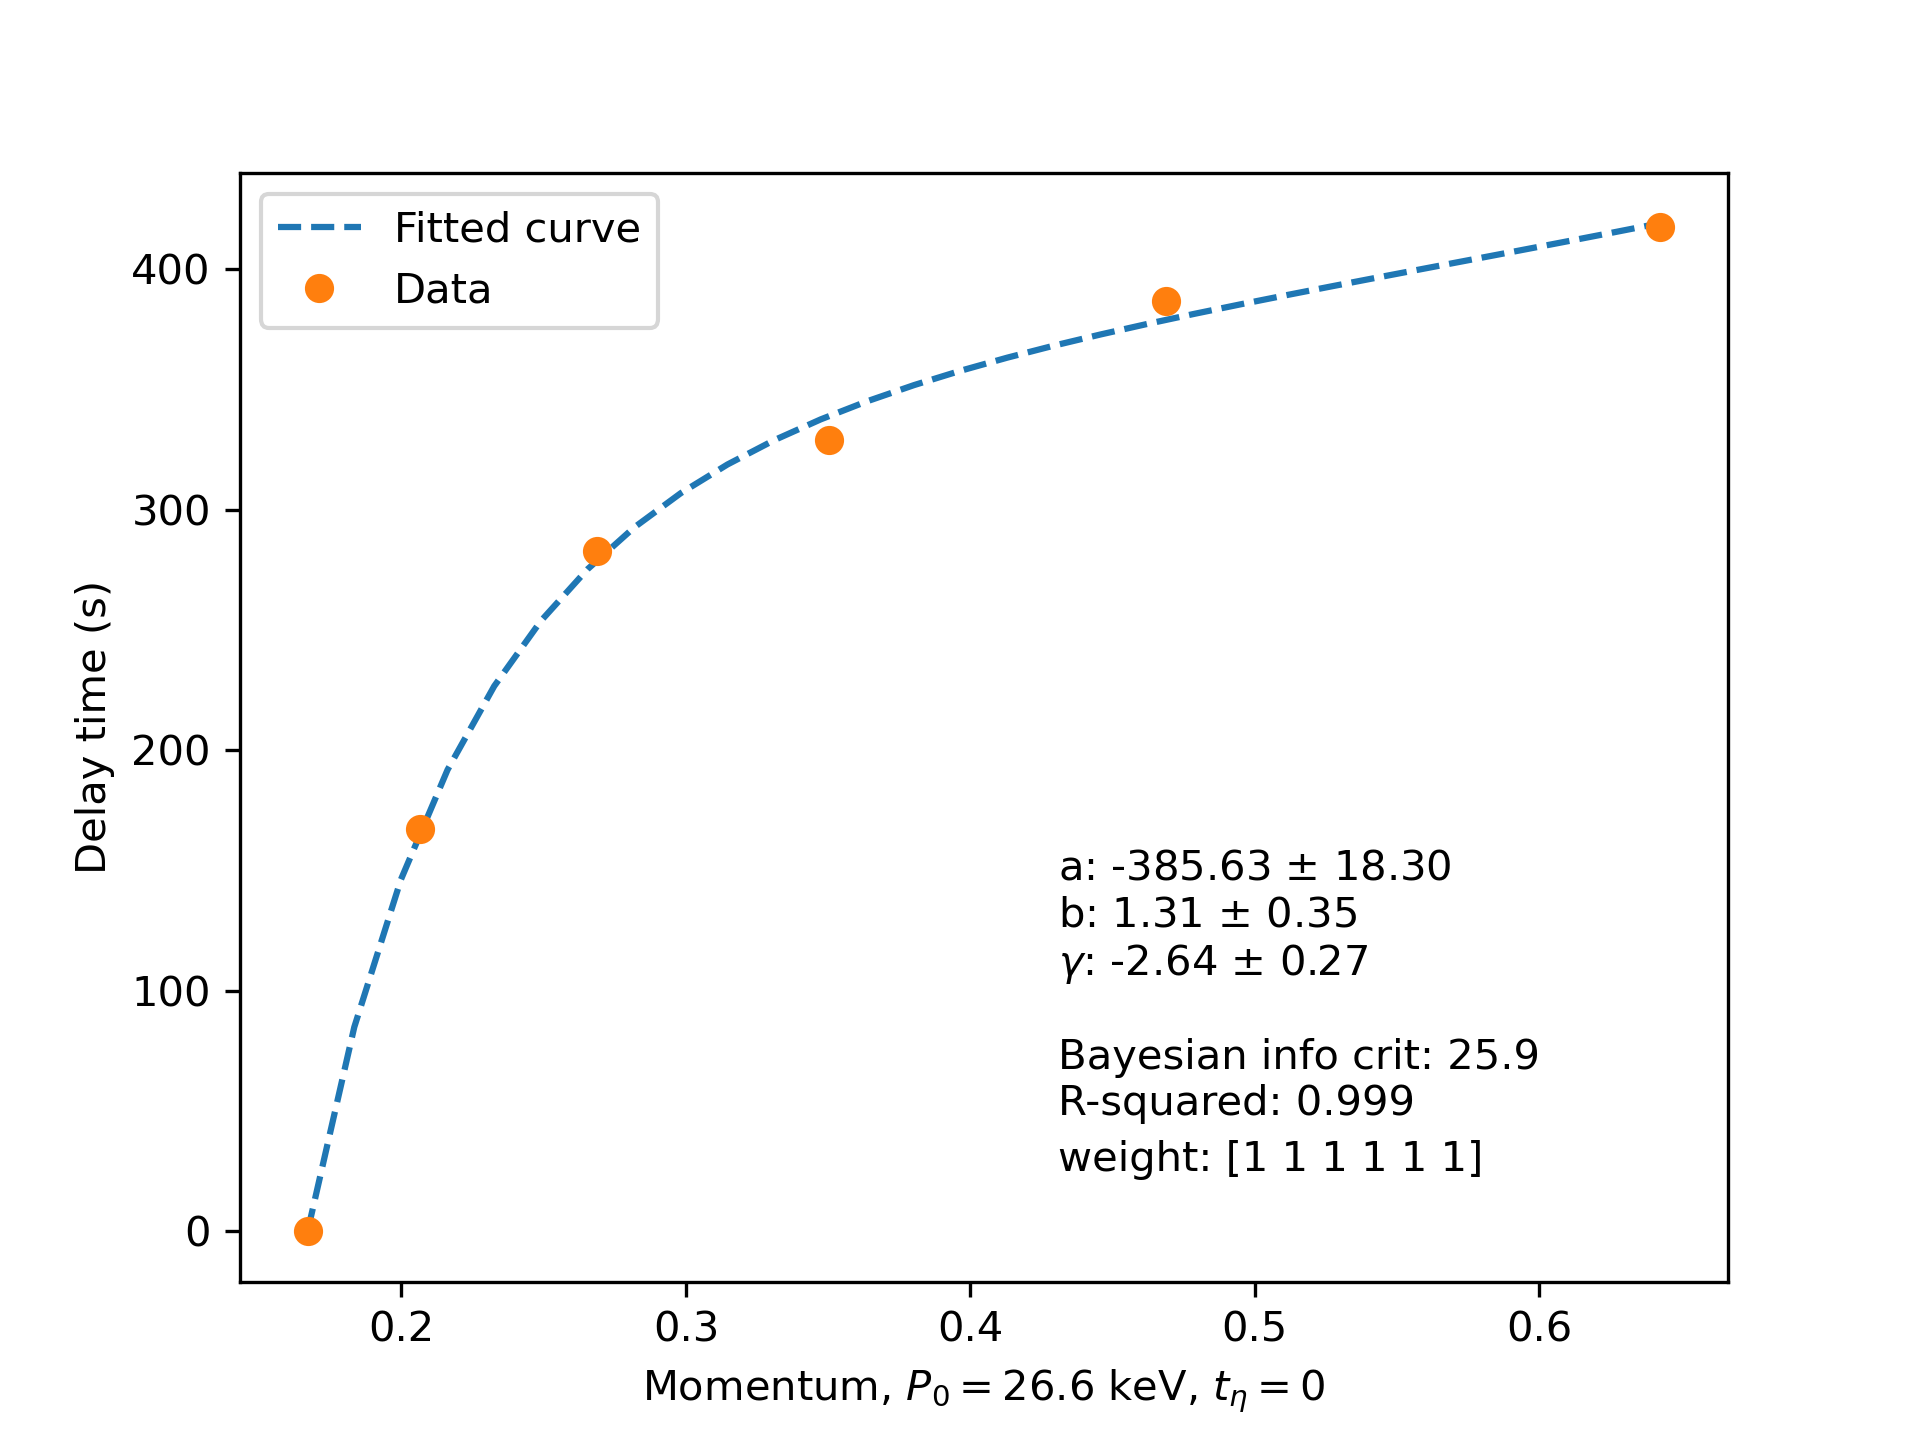 Fitted curve
Data
400
300
200
100
0
Delay time (s)
a: -385.63 ± 18.30
b: 1.31 ± 0.35
γ: -2.64 ± 0.27
Bayesian info crit: 25.9
R-squared: 0.999
weight: [1 1 1 1 1 1]
0.2 0.3 0.4 0.5 0.6
Momentum, P₀ = 26.6 keV, tη = 0